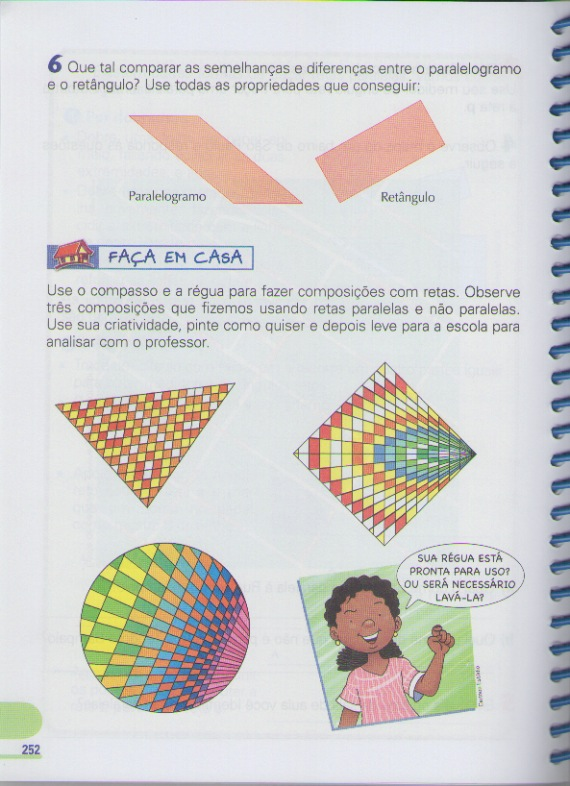 6 Que tal comparar as semelhanças e diferenças entre o paralelogramo
e o retângulo? Use todas as propriedades que conseguir:
Paralelogramo
Retângulo
FAÇA EM CASA
Use o compasso e a régua para fazer composições com retas. Observe
três composições que fizemos usando retas paralelas e não paralelas.
Use sua criatividade, pinte como quiser e depois leve para a escola para
analisar com o professor.
SUA RÉGUA ESTÁ
PRONTA PARA USO?
OU SERÁ NECESSÁRIO
LAVÁ-LA?
252